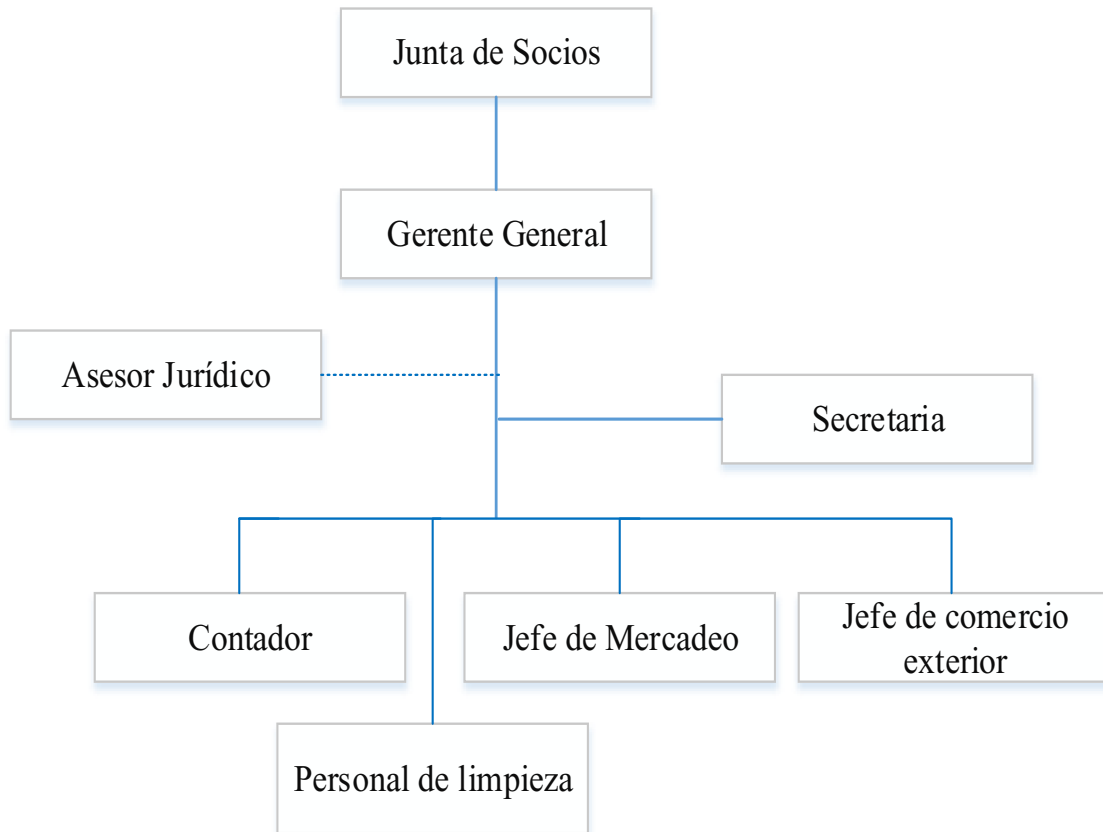 Junta de Socios
Gerente General
Asesor Jurídico
Secretaria
Contador
Jefe de Mercadeo
Jefe de comercio
exterior
Personal de limpieza